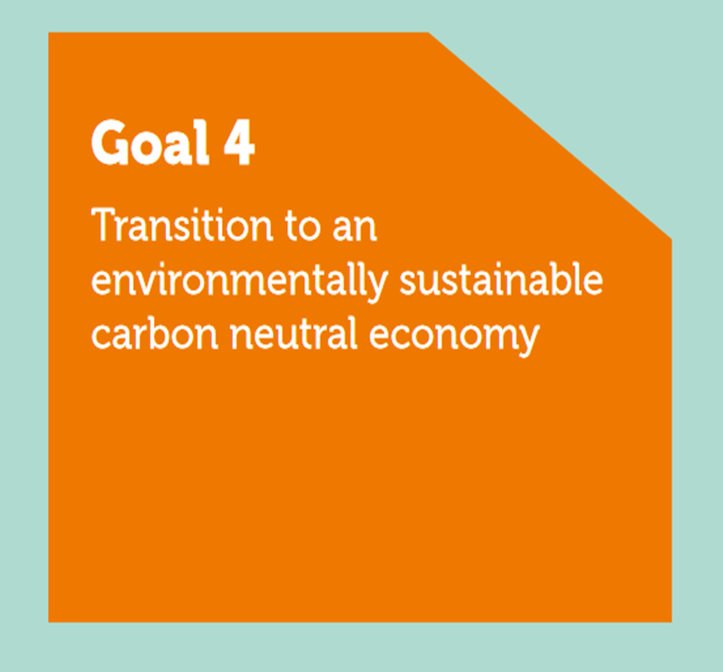 Goal 4
Transition to an
environmentally sustainable
carbon neutral economy